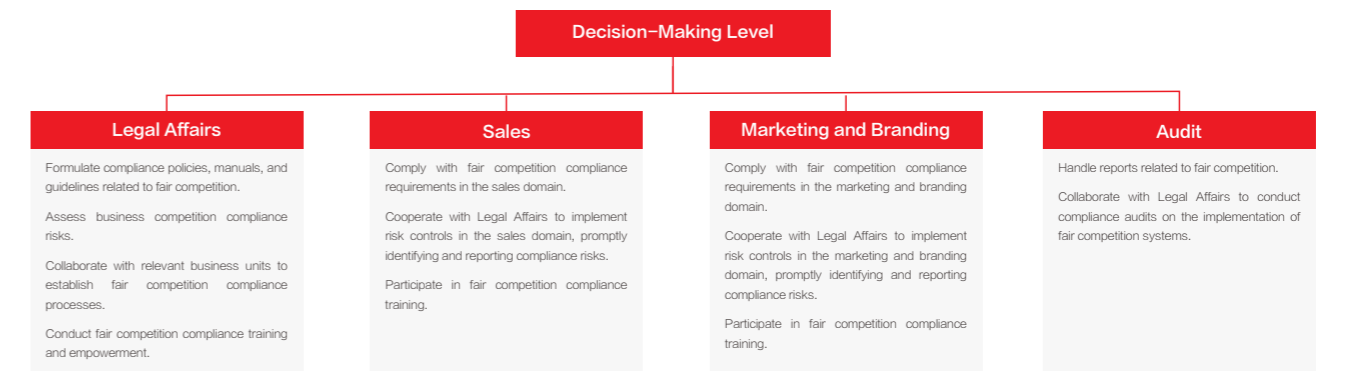 Decision-Making Level
Legal Affairs
Formulate compliance policies, manuals, and
guidelines related to fair competition.
Assess business competition compliance
risks.
Collaborate with relevant business units to
establish fair competition compliance
processes.
Conduct fair competition compliance training
and empowerment.
Sales
Comply with fair competition compliance
requirements in the sales domain.
Cooperate with Legal Affairs to implement
risk controls in the sales domain, promptly
identifying and reporting compliance risks.
Participate in fair competition compliance
training.
Marketing and Branding
Comply with fair competition compliance
requirements in the marketing and branding
domain.
Cooperate with Legal Affairs to implement
risk controls in the marketing and branding
domain, promptly identifying and reporting
compliance risks.
Participate in fair competition compliance
training.
Audit
Handle reports related to fair competition.
Collaborate with Legal Affairs to conduct
compliance audits on the implementation of
fair competition systems.